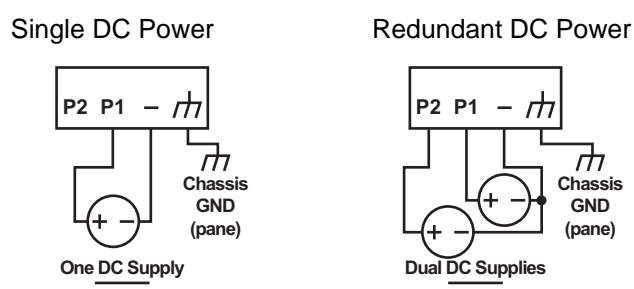 Single DC Power
P2 P1 –
Chassis
GND
(pane)
+ –
One DC Supply
Redundant DC Power
P2 P1 –
Chassis
GND
(pane)
+ –
+ –
Dual DC Supplies